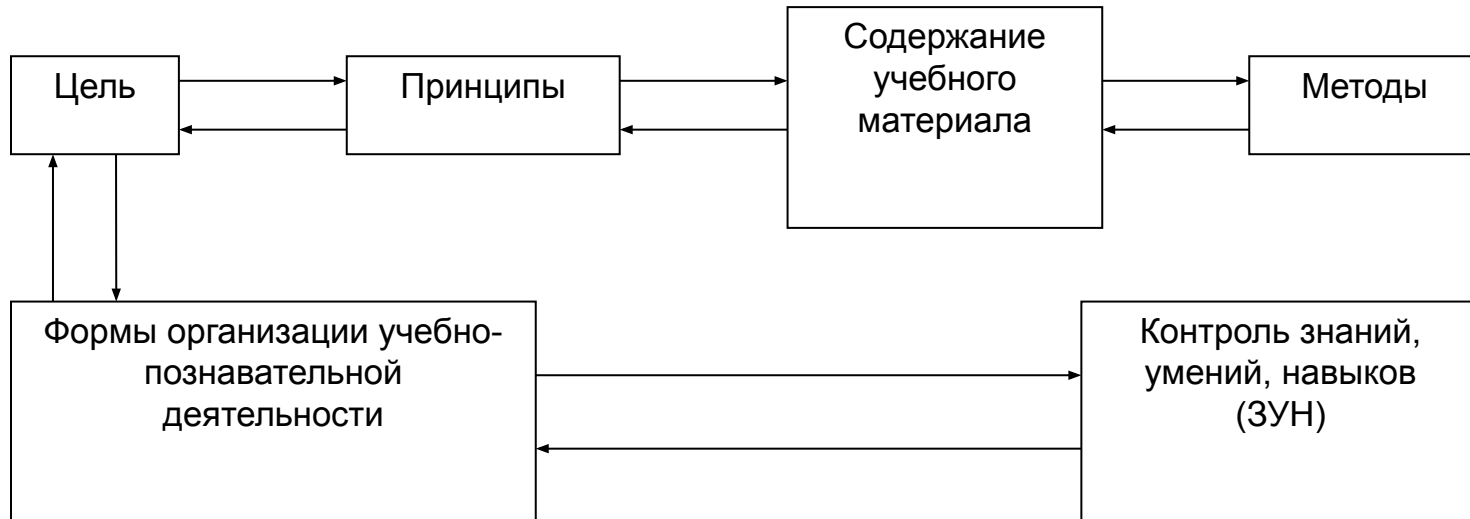 Цель
Принципы
Содержание
учебного
материала
Методы
Формы организации учебно-
познавательной
деятельности
Контроль знаний,
умений, навыков
(ЗУН)